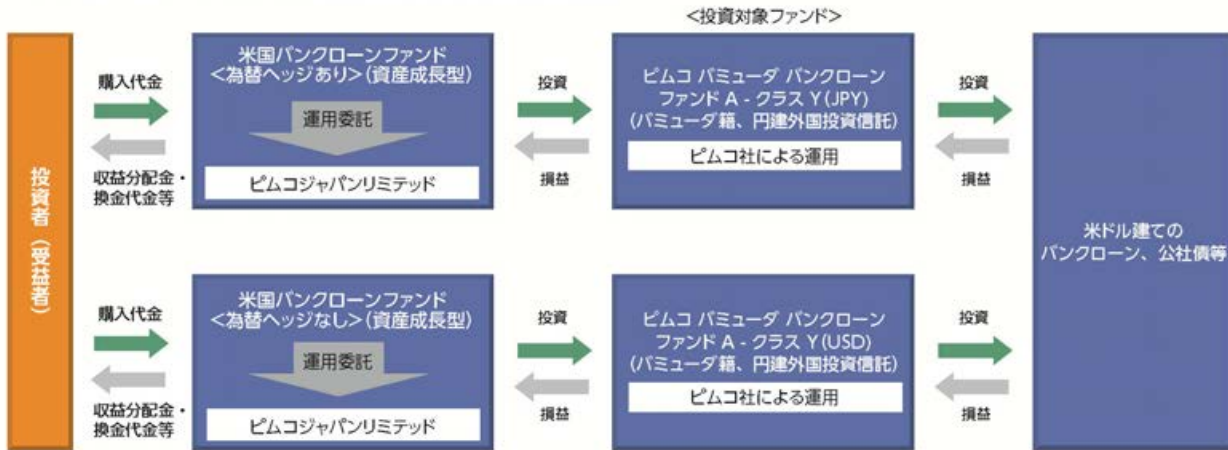 <投資対象ファンド>
投資者(受益者)
購入代金
収益分配金・
換金代金等
米国バンクローンファンド
<為替ヘッジあり>(資産成長型)
運用委託
ピムコジャパンリミテッド
投資
損益
ピムコ バミューダ バンクローン
ファンド A - クラス Y(JPY)
(バミューダ籍、円建外国投資信託)
ピムコ社による運用
投資
損益
米ドル建ての
バンクローン、公社債等
購入代金
収益分配金・
換金代金等
米国バンクローンファンド
<為替ヘッジなし>(資産成長型)
運用委託
ピムコジャパンリミテッド
投資
損益
ピムコ バミューダ バンクローン
ファンド A - クラス Y(USD)
(バミューダ籍、円建外国投資信託)
ピムコ社による運用
投資
損益